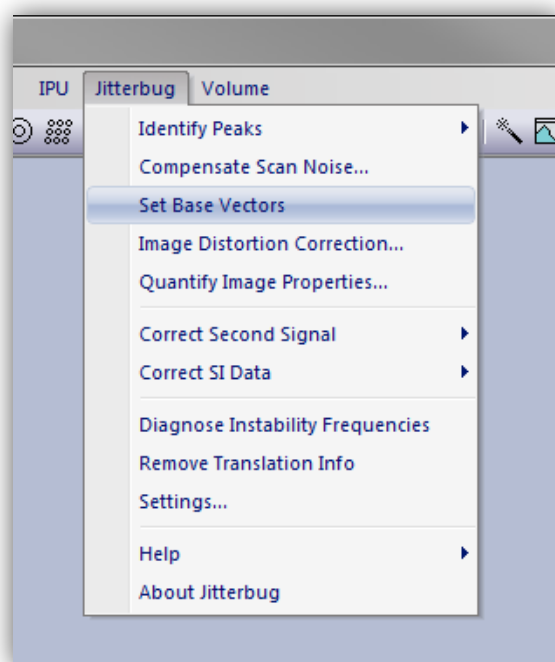 IPU Jitterbug Volume
Identify Peaks
Compensate Scan Noise...
Set Base Vectors
Image Distortion Correction...
Quantify Image Properties...
Correct Second Signal
Correct SI Data
Diagnose Instability Frequencies
Remove Translation Info
Settings...
Help
About Jitterbug